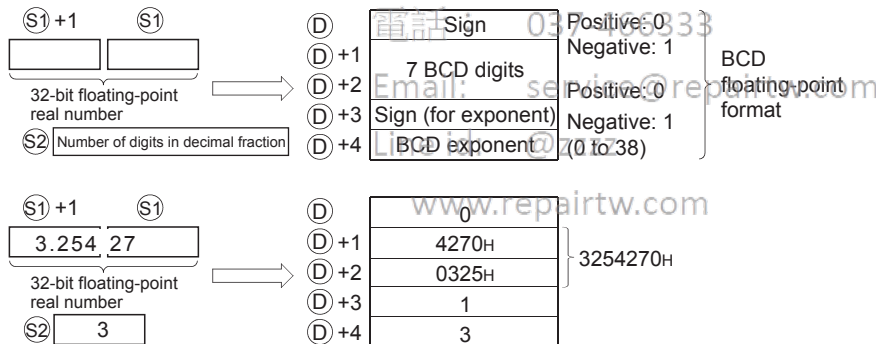 S1 +1 S1
32-bit floating-point
real number
S2 Number of digits in decimal fraction
D Sign Positive: 0
Negative: 1
D +1
7 BCD digits
D +2
D +3 Sign (for exponent) Positive: 0
Negative: 1
D +4 BCD exponent (0 to 38)
BCD
floating-point
format
電話: 037-466333
Email: service@repairtw.com
Line id: @zzzz
www.repairtw.com
S1 +1 S1
3.254 27
32-bit floating-point
real number
S2 3
D 0
D +1 4270H
D +2 0325H
3254270H
D +3 1
D +4 3